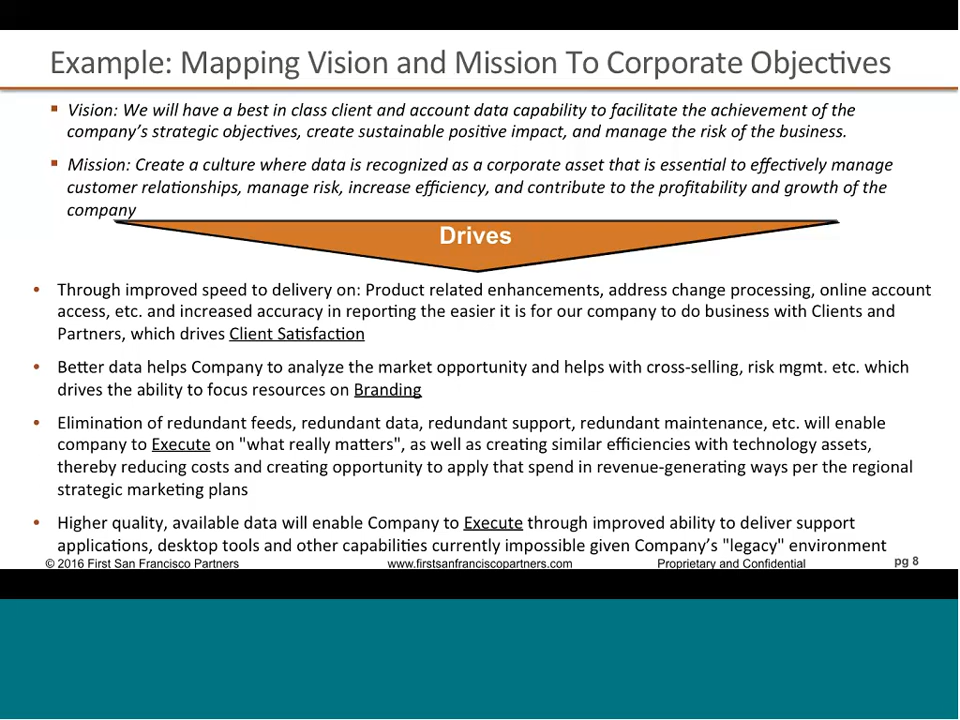 Example: Mapping Vision and Mission To Corporate Objectives
▪ Vision: We will have a best in class client and account data capability to facilitate the achievement of the
company's strategic objectives, create sustainable positive impact, and manage the risk of the business.
▪ Mission: Create a culture where data is recognized as a corporate asset that is essential to effectively manage
customer relationships, manage risk, increase efficiency, and contribute to the profitability and growth of the
company
Drives
• Through improved speed to delivery on: Product related enhancements, address change processing, online account
access, etc. and increased accuracy in reporting the easier it is for our company to do business with Clients and
Partners, which drives Client Satisfaction
• Better data helps Company to analyze the market opportunity and helps with cross-selling, risk mgmt. etc. which
drives the ability to focus resources on Branding
• Elimination of redundant feeds, redundant data, redundant support, redundant maintenance, etc. will enable
company to Execute on "what really matters", as well as creating similar efficiencies with technology assets,
thereby reducing costs and creating opportunity to apply that spend in revenue-generating ways per the regional
strategic marketing plans
• Higher quality, available data will enable Company to Execute through improved ability to deliver support
applications, desktop tools and other capabilities currently impossible given Company's "legacy" environment
© 2016 First San Francisco Partners www.firstsanfranciscopartners.com Proprietary and Confidential pg 8